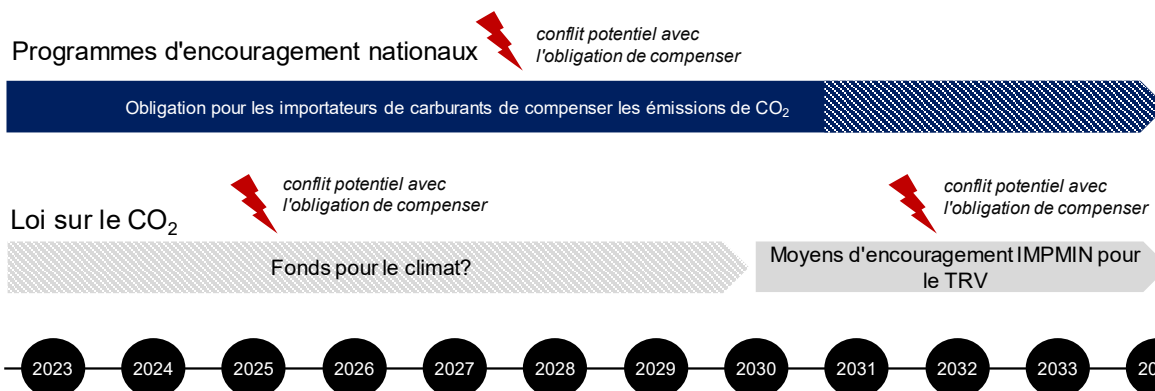 conflit potentiel avec
l'obligation de compenser
Programmes d'encouragement nationaux
Obligation pour les importateurs de carburants de compenser les émissions de CO₂
conflit potentiel avec
l'obligation de compenser
conflit potentiel avec
l'obligation de compenser
Loi sur le CO₂
Fonds pour le climat?
Moyens d'encouragement IMPMIN pour
le TRV
2023 2024 2025 2026 2027 2028 2029 2030 2031 2032 2033